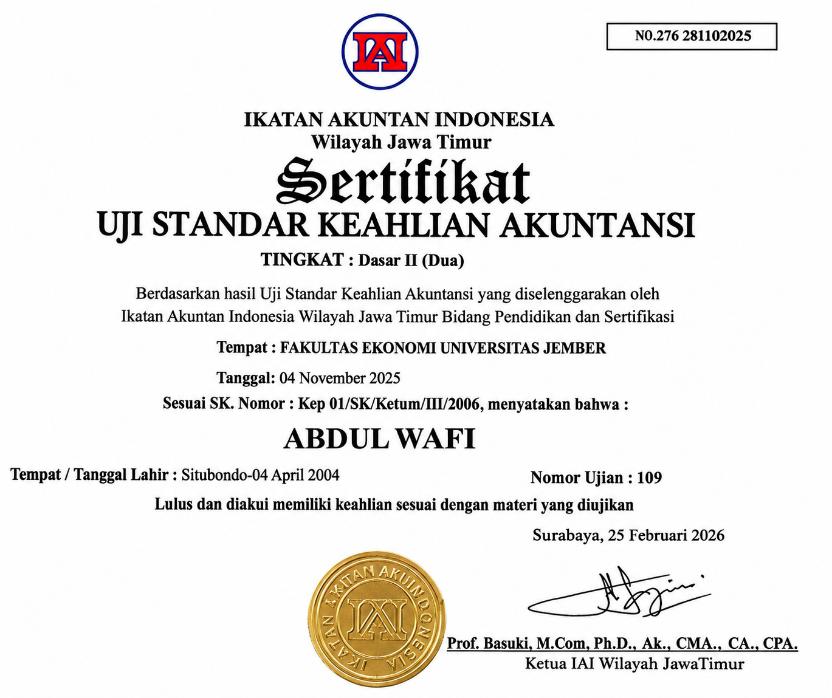 IAI
NO.276 281102025
IKATAN AKUNTAN INDONESIA
Wilayah Jawa Timur
Sertifikat
UJI STANDAR KEAHLIAN AKUNTANSI
TINGKAT : Dasar II (Dua)
Berdasarkan hasil Uji Standar Keahlian Akuntansi yang diselenggarakan oleh
Ikatan Akuntan Indonesia Wilayah Jawa Timur Bidang Pendidikan dan Sertifikasi
Tempat : FAKULTAS EKONOMI UNIVERSITAS JEMBER
Tanggal: 04 November 2025
Sesuai SK. Nomor : Kep 01/SK/Ketum/III/2006, menyatakan bahwa :
ABDUL WAFI
Tempat / Tanggal Lahir : Situbondo-04 April 2004
Nomor Ujian : 109
Lulus dan diakui memiliki keahlian sesuai dengan materi yang diujikan
Surabaya, 25 Februari 2026
IKATAN AKUINDONESIA
IAI
IKATAN
Prof. Basuki, M.Com, Ph.D., Ak., CMA., CA., CPA.
Ketua IAI Wilayah JawaTimur